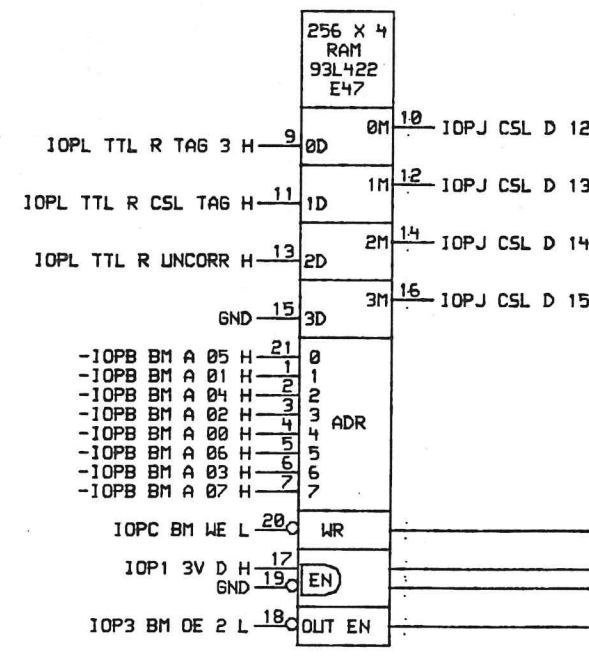 256 X 4
RAM
93L422
E47
IOPL TTL R TAG 3 H 9 0D 0M 10 IOPJ CSL D 12
IOPL TTL R CSL TAG H 11 1D 1M 12 IOPJ CSL D 13
IOPL TTL R UNCORR H 13 2D 2M 14 IOPJ CSL D 14
GND 15 3D 3M 16 IOPJ CSL D 15
-IOPB BM A 05 H 21 0
-IOPB BM A 01 H 1 1
-IOPB BM A 04 H 2 2
-IOPB BM A 02 H 3 3 ADR
-IOPB BM A 00 H 4 4
-IOPB BM A 06 H 5 5
-IOPB BM A 03 H 6 6
-IOPB BM A 07 H 7 7
IOPC BM WE L 20 WR
IOP1 3V D H 17 EN
GND 19
IOP3 BM OE 2 L 18 OUT EN